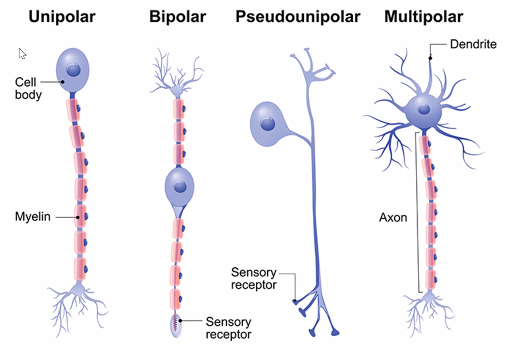 Unipolar
Bipolar
Pseudounipolar
Multipolar
Dendrite
Cell
body
Myelin
Axon
Sensory
receptor
Sensory
receptor